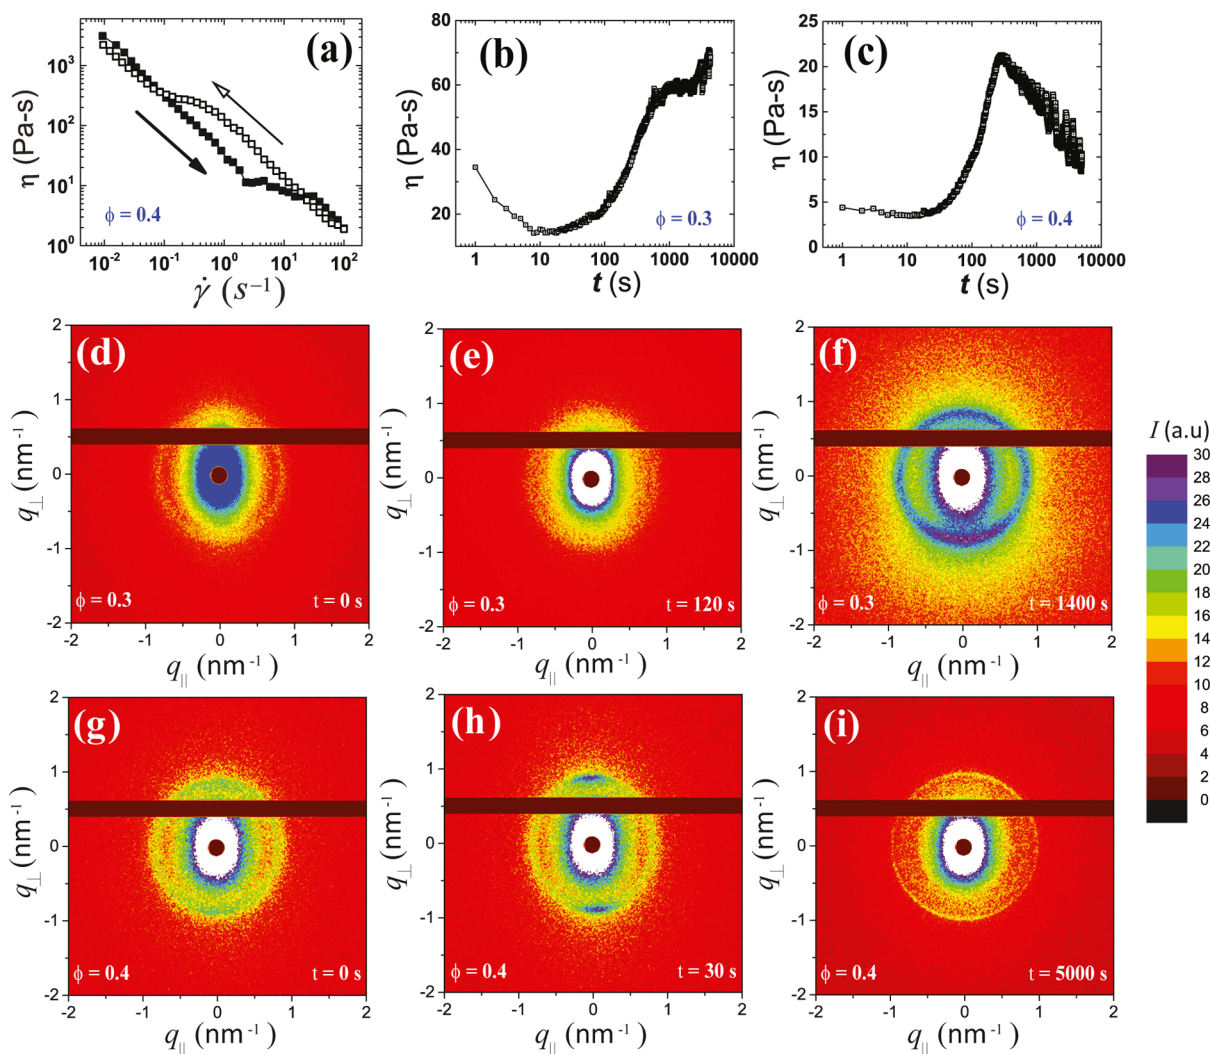 (a)
η (Pa-s)
10³
10²
10¹
10⁰
ϕ = 0.4
10⁻² 10⁻¹ 10⁰ 10¹ 10²
γ̇ (s⁻¹)
(b)
η (Pa-s)
80
60
40
20
ϕ = 0.3
1 10 100 1000 10000
t (s)
(c)
η (Pa-s)
25
20
15
10
5
0
ϕ = 0.4
1 10 100 1000 10000
t (s)
(d)
q⊥ (nm⁻¹)
2
1
0
-1
-2
ϕ = 0.3 t = 0 s
-2 -1 0 1 2
q|| (nm⁻¹)
(e)
q⊥ (nm⁻¹)
2
1
0
-1
-2
ϕ = 0.3 t = 120 s
-2 -1 0 1 2
q|| (nm⁻¹)
(f)
q⊥ (nm⁻¹)
2
1
0
-1
-2
ϕ = 0.3 t = 1400 s
-2 -1 0 1 2
q|| (nm⁻¹)
I (a.u)
30
28
26
24
22
20
18
16
14
12
10
8
6
4
2
0
(g)
q⊥ (nm⁻¹)
2
1
0
-1
-2
ϕ = 0.4 t = 0 s
-2 -1 0 1 2
q|| (nm⁻¹)
(h)
q⊥ (nm⁻¹)
2
1
0
-1
-2
ϕ = 0.4 t = 30 s
-2 -1 0 1 2
q|| (nm⁻¹)
(i)
q⊥ (nm⁻¹)
2
1
0
-1
-2
ϕ = 0.4 t = 5000 s
-2 -1 0 1 2
q|| (nm⁻¹)